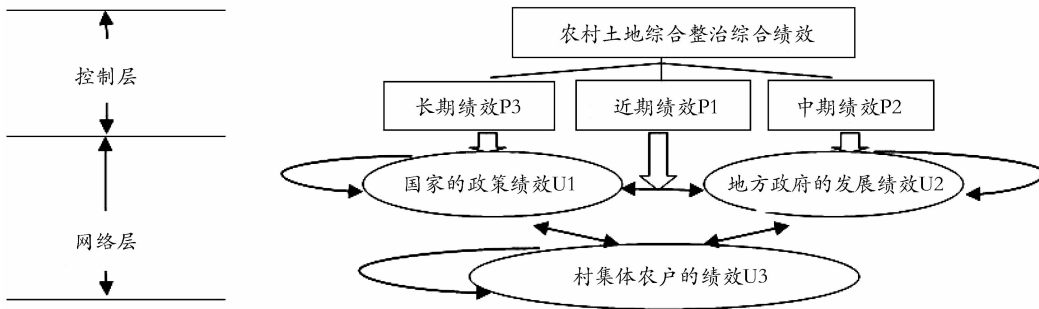 农村土地综合整治综合绩效
控制层
长期绩效P3
近期绩效P1
中期绩效P2
国家的政策绩效U1
地方政府的发展绩效U2
网络层
村集体农户的绩效U3